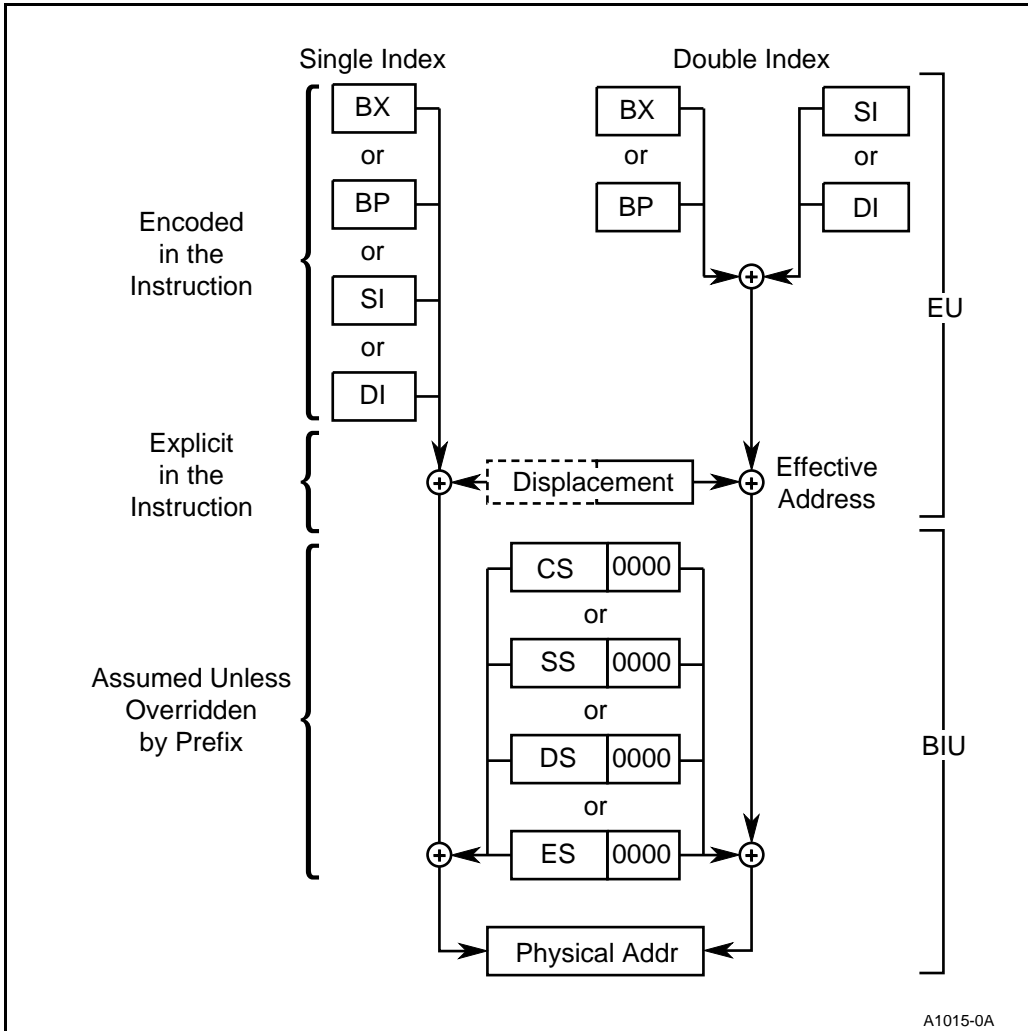 Single Index
Double Index
BX
or
BP
or
SI
or
DI
BX
or
BP
SI
or
DI
Encoded
in the
Instruction
EU
Explicit
in the
Instruction
Displacement
Effective
Address
Assumed Unless
Overridden
by Prefix
CS 0000
or
SS 0000
or
DS 0000
or
ES 0000
BIU
Physical Addr
A1015-0A